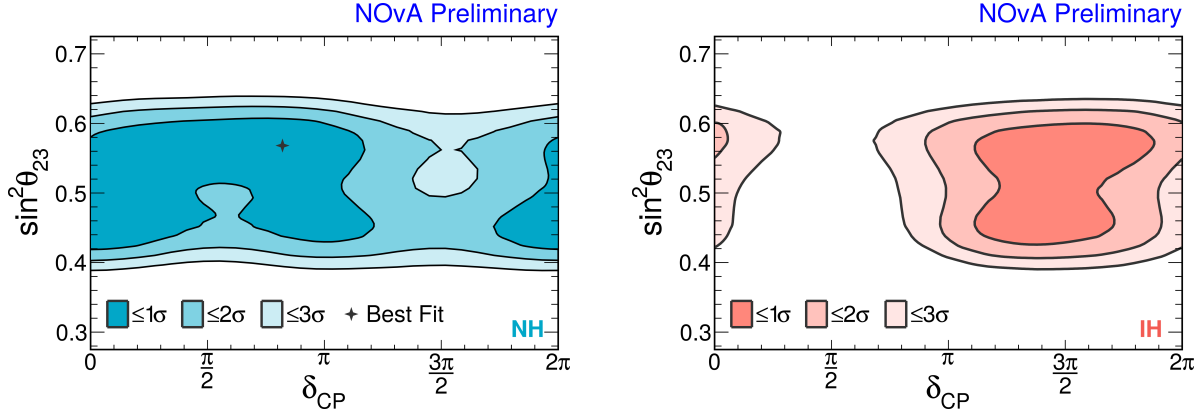 NOvA Preliminary
sin²θ₂₃
0.7
0.6
0.5
0.4
0.3
≤1σ ≤2σ ≤3σ Best Fit
NH
0 π/2 π 3π/2 2π
δCP
NOvA Preliminary
sin²θ₂₃
0.7
0.6
0.5
0.4
0.3
≤1σ ≤2σ ≤3σ
IH
0 π/2 π 3π/2 2π
δCP